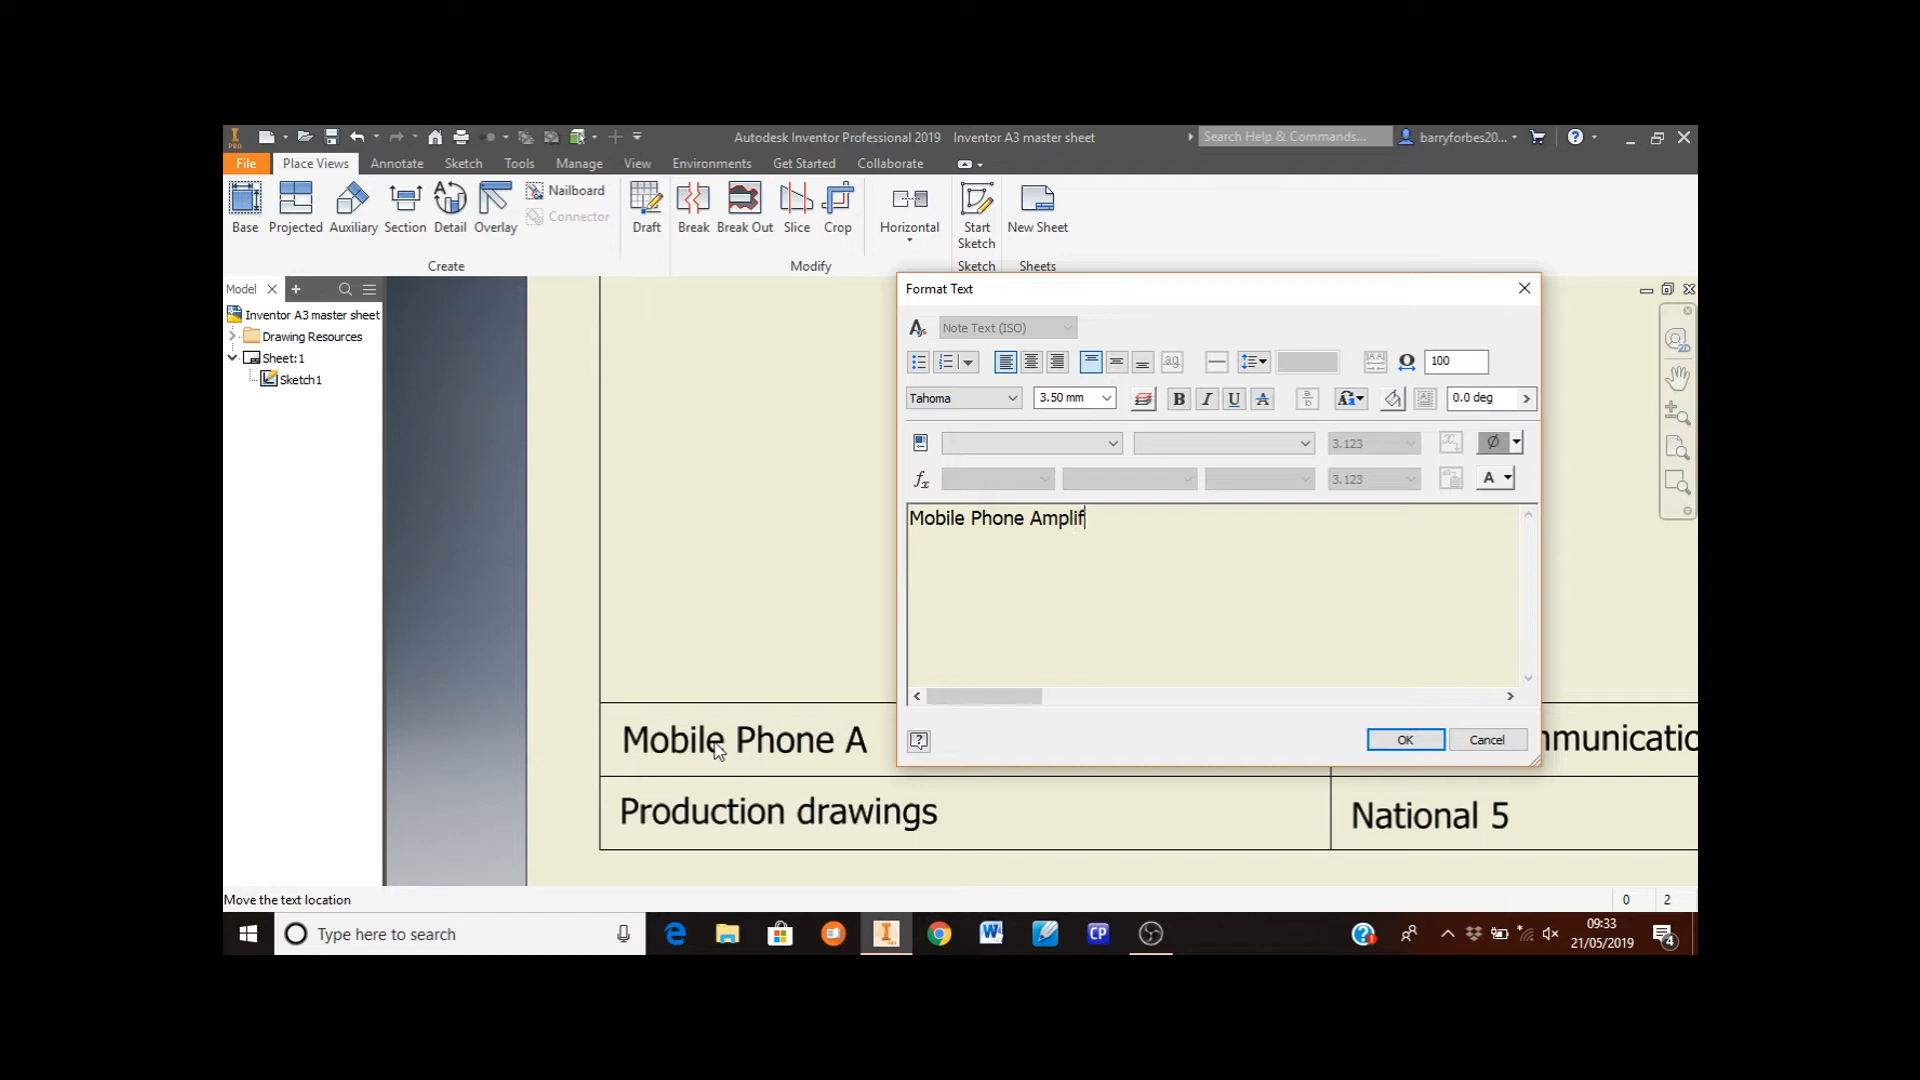 PRO
Autodesk Inventor Professional 2019 Inventor A3 master sheet
Search Help & Commands...
barryforbes20...
File Place Views Annotate Sketch Tools Manage View Environments Get Started Collaborate
Base Projected Auxiliary Section Detail Overlay
Nailboard
Connector
Draft
Break Break Out Slice Crop
Horizontal
Start
Sketch
New Sheet
Create
Modify
Sketch
Sheets
Model
Inventor A3 master sheet
Drawing Resources
Sheet:1
Sketch1
Format Text
Note Text (ISO)
100
Tahoma
3.50 mm
B I U A
0.0 deg
3.123
3.123
A
Mobile Phone Amplif
OK
Cancel
Mobile Phone A
mmunicatio
Production drawings
National 5
Move the text location
0 2
Type here to search
CP
09:33
21/05/2019
4